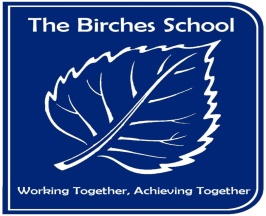 The Birches School
Working Together, Achieving Together